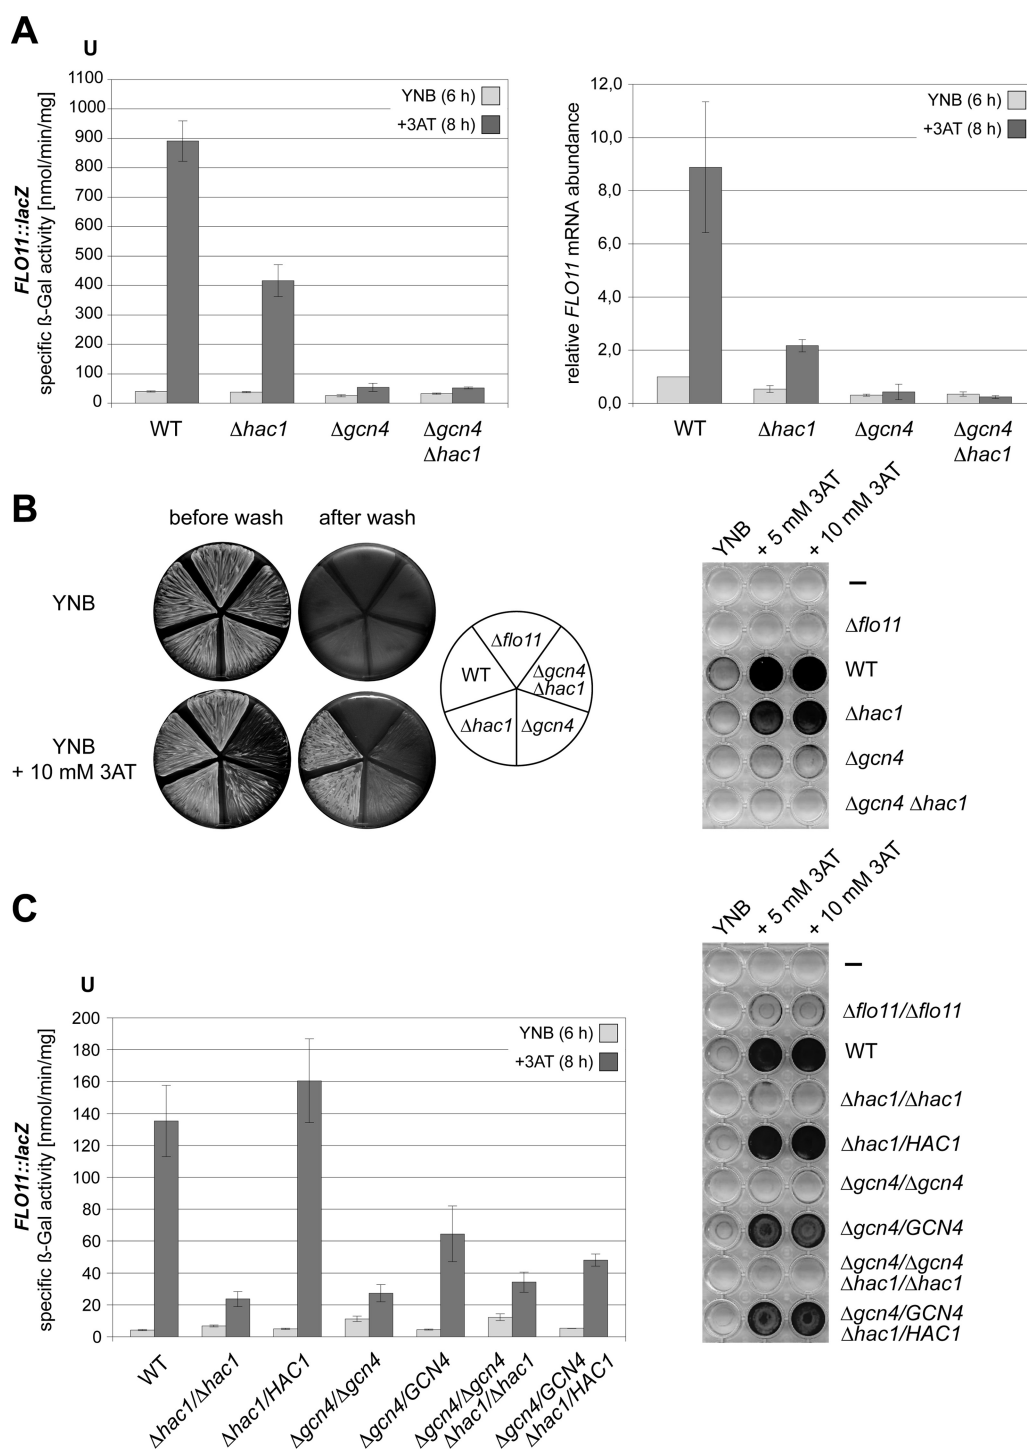 A
U
1100
1000
900
800
700
600
500
400
300
200
100
0
FLO11::lacZ
specific ß-Gal activity [nmol/min/mg]
YNB (6 h)
+3AT (8 h)
WT
Δhac1
Δgcn4
Δgcn4
Δhac1
12,0
10,0
8,0
6,0
4,0
2,0
0,0
relative FLO11 mRNA abundance
YNB (6 h)
+3AT (8 h)
WT
Δhac1
Δgcn4
Δgcn4
Δhac1
B
before wash
after wash
YNB
YNB
+ 10 mM 3AT
Δflo11
WT
Δgcn4
Δhac1
Δhac1
Δgcn4
YNB
+ 5 mM 3AT
+ 10 mM 3AT
–
Δflo11
WT
Δhac1
Δgcn4
Δgcn4 Δhac1
C
U
200
180
160
140
120
100
80
60
40
20
0
FLO11::lacZ
specific ß-Gal activity [nmol/min/mg]
YNB (6 h)
+3AT (8 h)
WT
Δhac1/Δhac1
Δhac1/HAC1
Δgcn4/Δgcn4
Δgcn4/GCN4
Δgcn4/Δgcn4
Δhac1/Δhac1
Δgcn4/GCN4
Δhac1/HAC1
YNB
+ 5 mM 3AT
+ 10 mM 3AT
–
Δflo11/Δflo11
WT
Δhac1/Δhac1
Δhac1/HAC1
Δgcn4/Δgcn4
Δgcn4/GCN4
Δgcn4/Δgcn4
Δhac1/Δhac1
Δgcn4/GCN4
Δhac1/HAC1